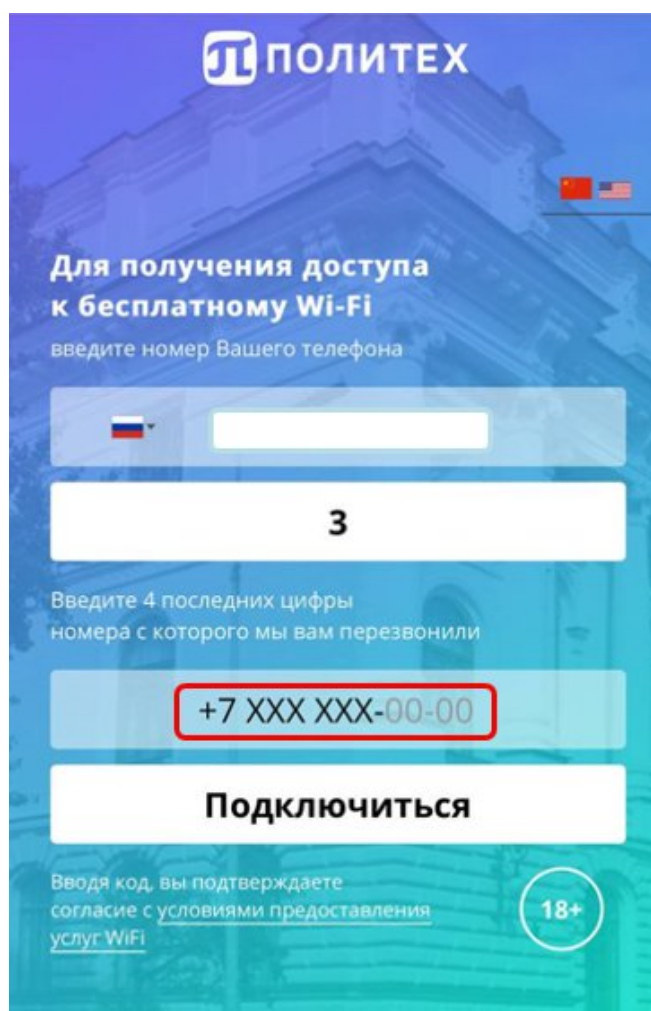 ПОЛИТЕХ
Для получения доступа
к бесплатному Wi-Fi
введите номер Вашего телефона
3
Введите 4 последних цифры
номера с которого мы вам перезвонили
+7 XXX XXX-00-00
Подключиться
Вводя код, вы подтверждаете
согласие с условиями предоставления
услуг WiFi
18+